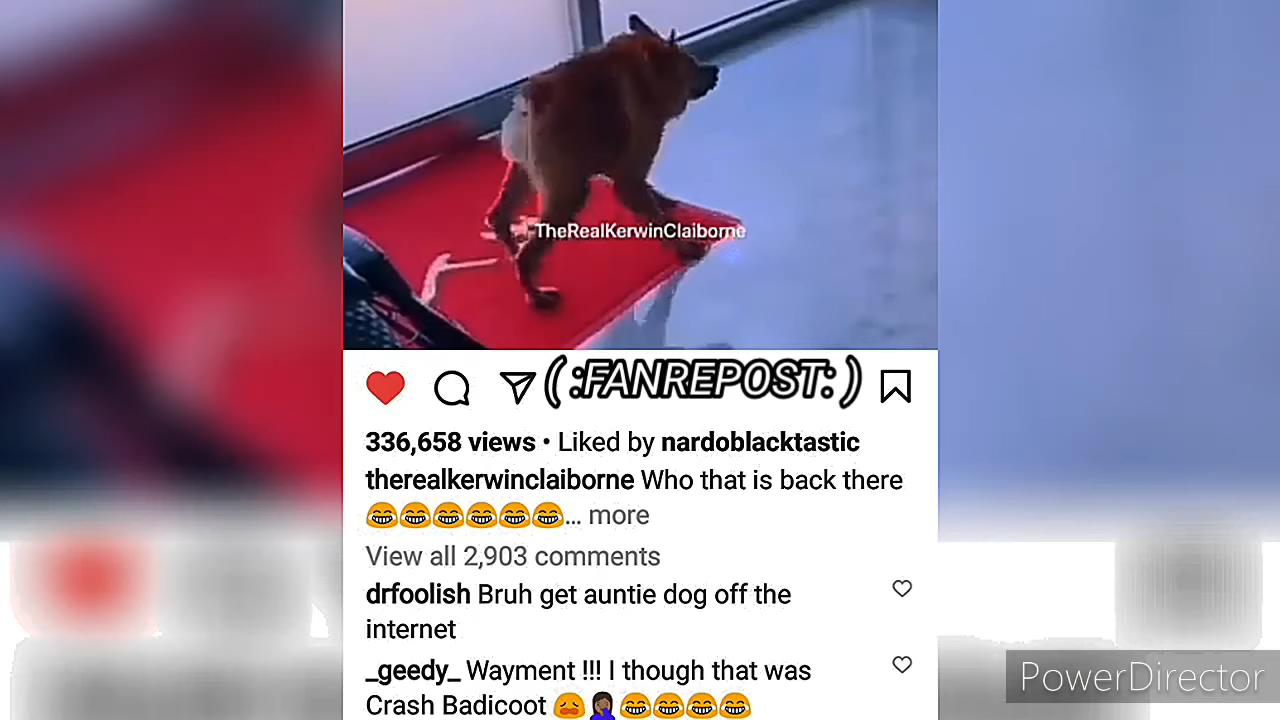 TheRealKerwinClaiborne
( :FANREPOST: )
336,658 views • Liked by nardoblacktastic
therealkerwinclaiborne Who that is back there
😂😂😂😂😂😂... more
View all 2,903 comments
drfoolish Bruh get auntie dog off the
internet
_geedy_ Wayment !!! I though that was
Crash Badicoot 😩🤦🏾‍♀️😂😂😂😂
PowerDirector